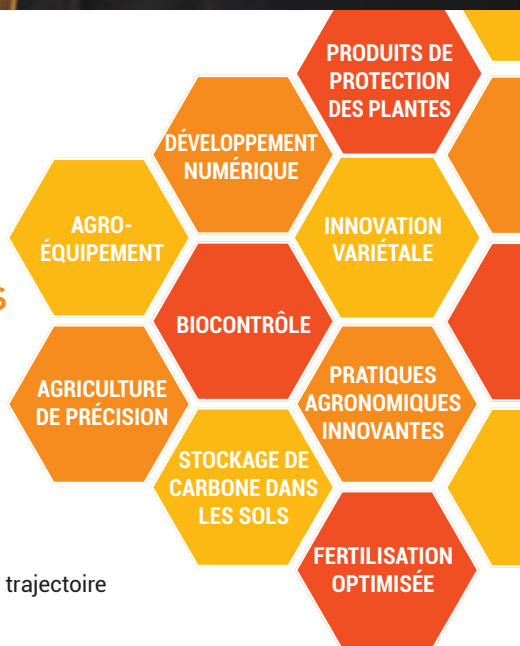 PRODUITS DE
PROTECTION
DES PLANTES
DÉVELOPPEMENT
NUMÉRIQUE
AGRO-
ÉQUIPEMENT
INNOVATION
VARIÉTALE
BIOCONTRÔLE
AGRICULTURE
DE PRÉCISION
PRATIQUES
AGRONOMIQUES
INNOVANTES
STOCKAGE DE
CARBONE DANS
LES SOLS
FERTILISATION
OPTIMISÉE
trajectoire